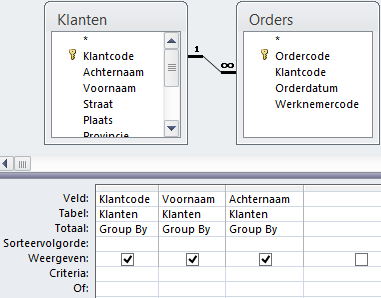 Klanten
*
Klantcode
Achternaam
Voornaam
Straat
Plaats
Provincie
1
∞
Orders
*
Ordercode
Klantcode
Orderdatum
Werknemercode
Veld: Klantcode Voornaam Achternaam
Tabel: Klanten Klanten Klanten
Totaal: Group By Group By Group By
Sorteervolgorde:
Weergeven:
Criteria:
Of: